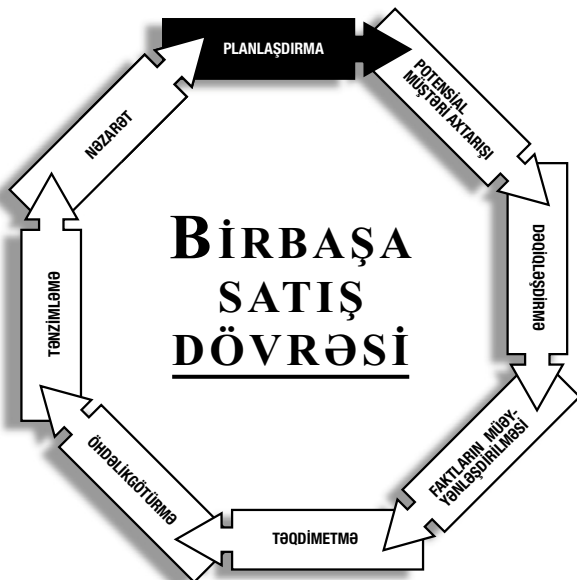 PLANLAŞDIRMA
POTENSİAL
MÜŞTƏRİ AXTARIŞI
DƏQİQLƏŞDİRMƏ
FAKTLARIN MÜƏY-
YƏNLƏŞDİRİLMƏSİ
TƏQDİMETMƏ
ÖHDƏLİKGÖTÜRMƏ
TƏNZİMLƏMƏ
NƏZARƏT
BİRBAŞA
SATIŞ
DÖVRƏSİ